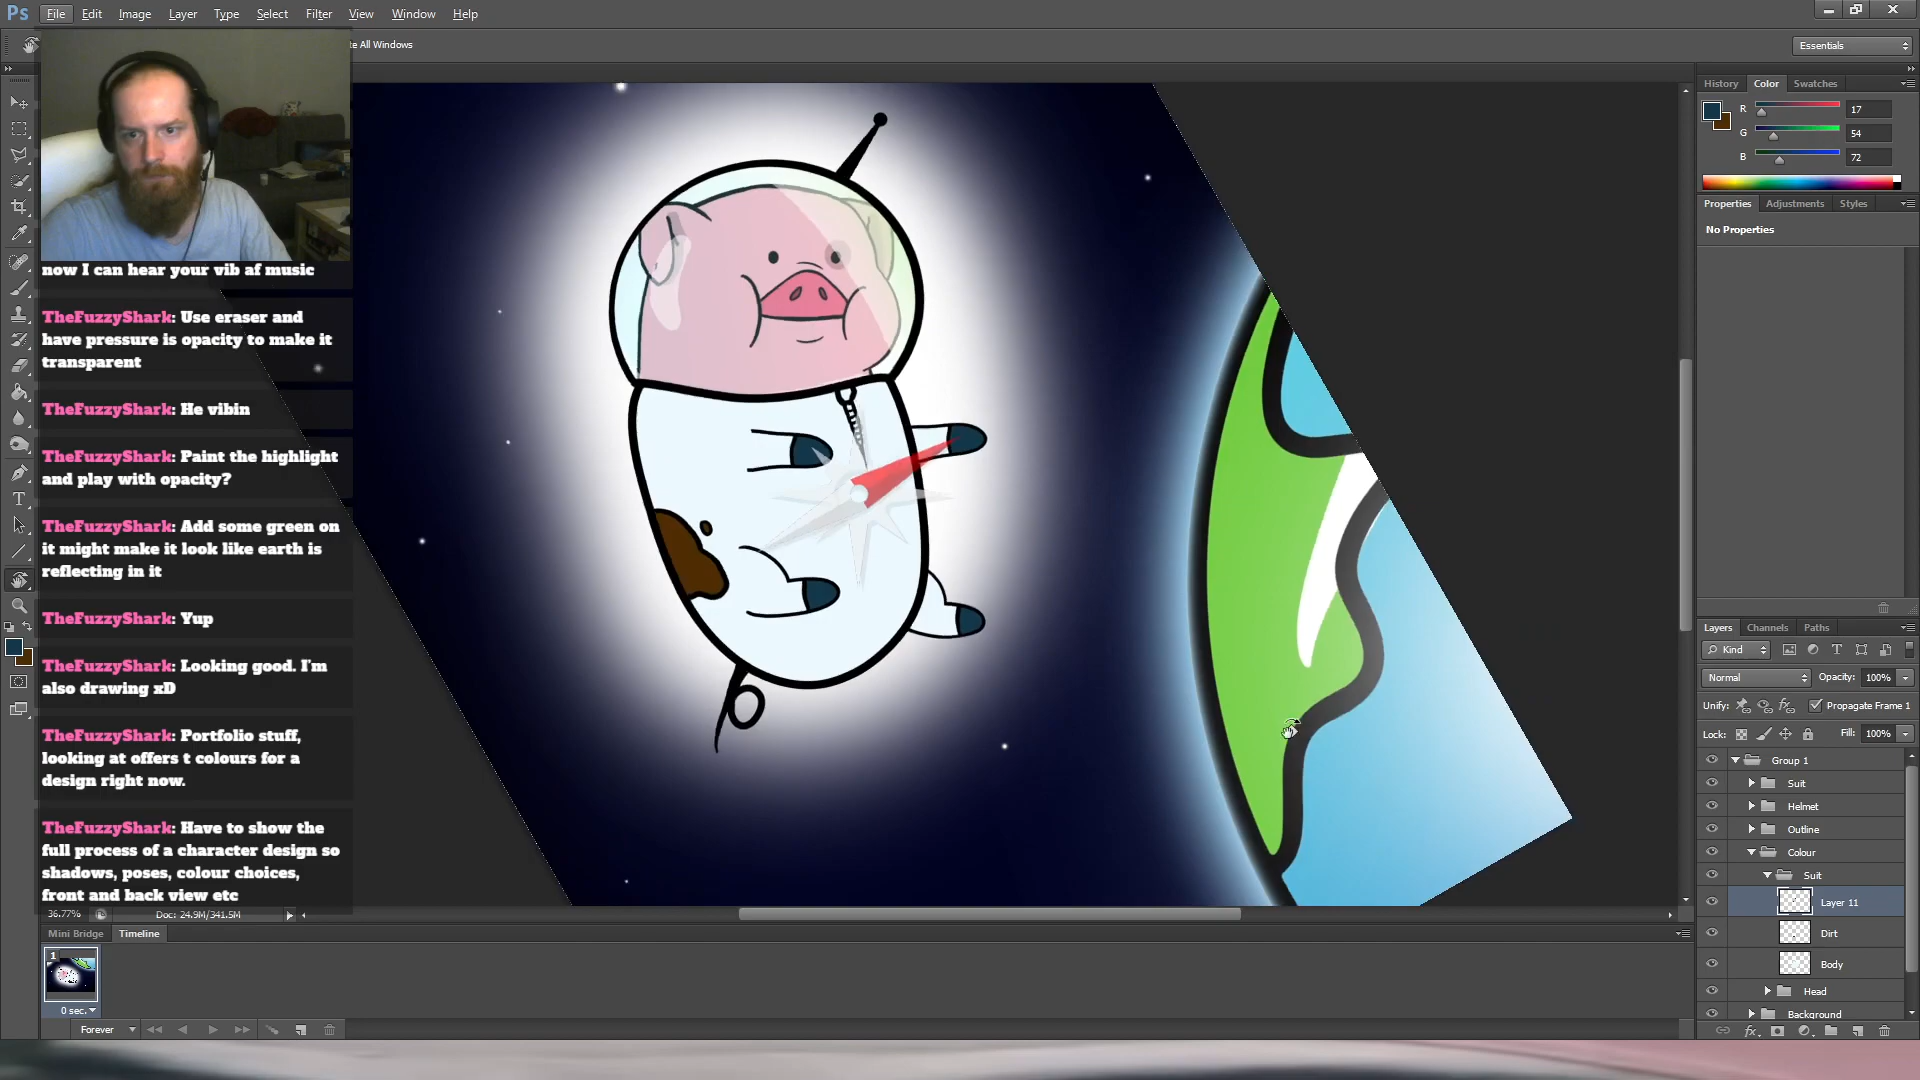 Ps File Edit Image Layer Type Select Filter View Window Help
te All Windows
Essentials
History Color Swatches
R 17
G 54
B 72
Properties Adjustments Styles
No Properties
now I can hear your vib af music
TheFuzzyShark: Use eraser and
have pressure is opacity to make it
transparent
TheFuzzyShark: He vibin
TheFuzzyShark: Paint the highlight
and play with opacity?
TheFuzzyShark: Add some green on
it might make it look like earth is
reflecting in it
TheFuzzyShark: Yup
TheFuzzyShark: Looking good. I'm
also drawing xD
TheFuzzyShark: Portfolio stuff,
looking at offers t colours for a
design right now.
TheFuzzyShark: Have to show the
full process of a character design so
shadows, poses, colour choices,
front and back view etc
Layers Channels Paths
Kind
Normal Opacity: 100%
Unify: Propagate Frame 1
Lock: Fill: 100%
Group 1
Suit
Helmet
Outline
Colour
Suit
Layer 11
Dirt
Body
Head
Background
36.77% Doc: 24.9M/341.5M
Mini Bridge Timeline
1
0 sec.
Forever